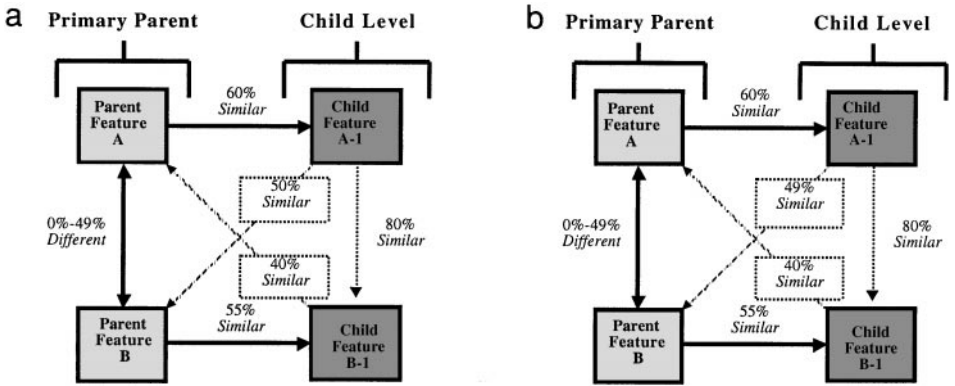 a
Primary Parent
Child Level
Parent
Feature
A
60%
Similar
Child
Feature
A-1
50%
Similar
0%-49%
Different
80%
Similar
40%
Similar
Parent
Feature
B
55%
Similar
Child
Feature
B-1
b
Primary Parent
Child Level
Parent
Feature
A
60%
Similar
Child
Feature
A-1
49%
Similar
0%-49%
Different
80%
Similar
40%
Similar
Parent
Feature
B
55%
Similar
Child
Feature
B-1